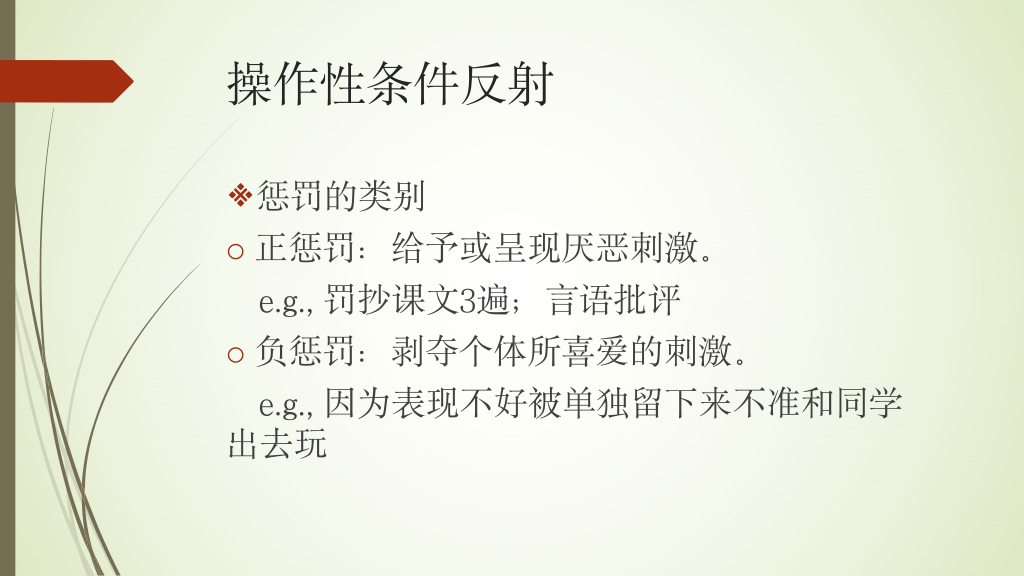 操作性条件反射
惩罚的类别
正惩罚：给予或呈现厌恶刺激。
e.g., 罚抄课文3遍；言语批评
负惩罚：剥夺个体所喜爱的刺激。
e.g., 因为表现不好被单独留下来不准和同学
出去玩